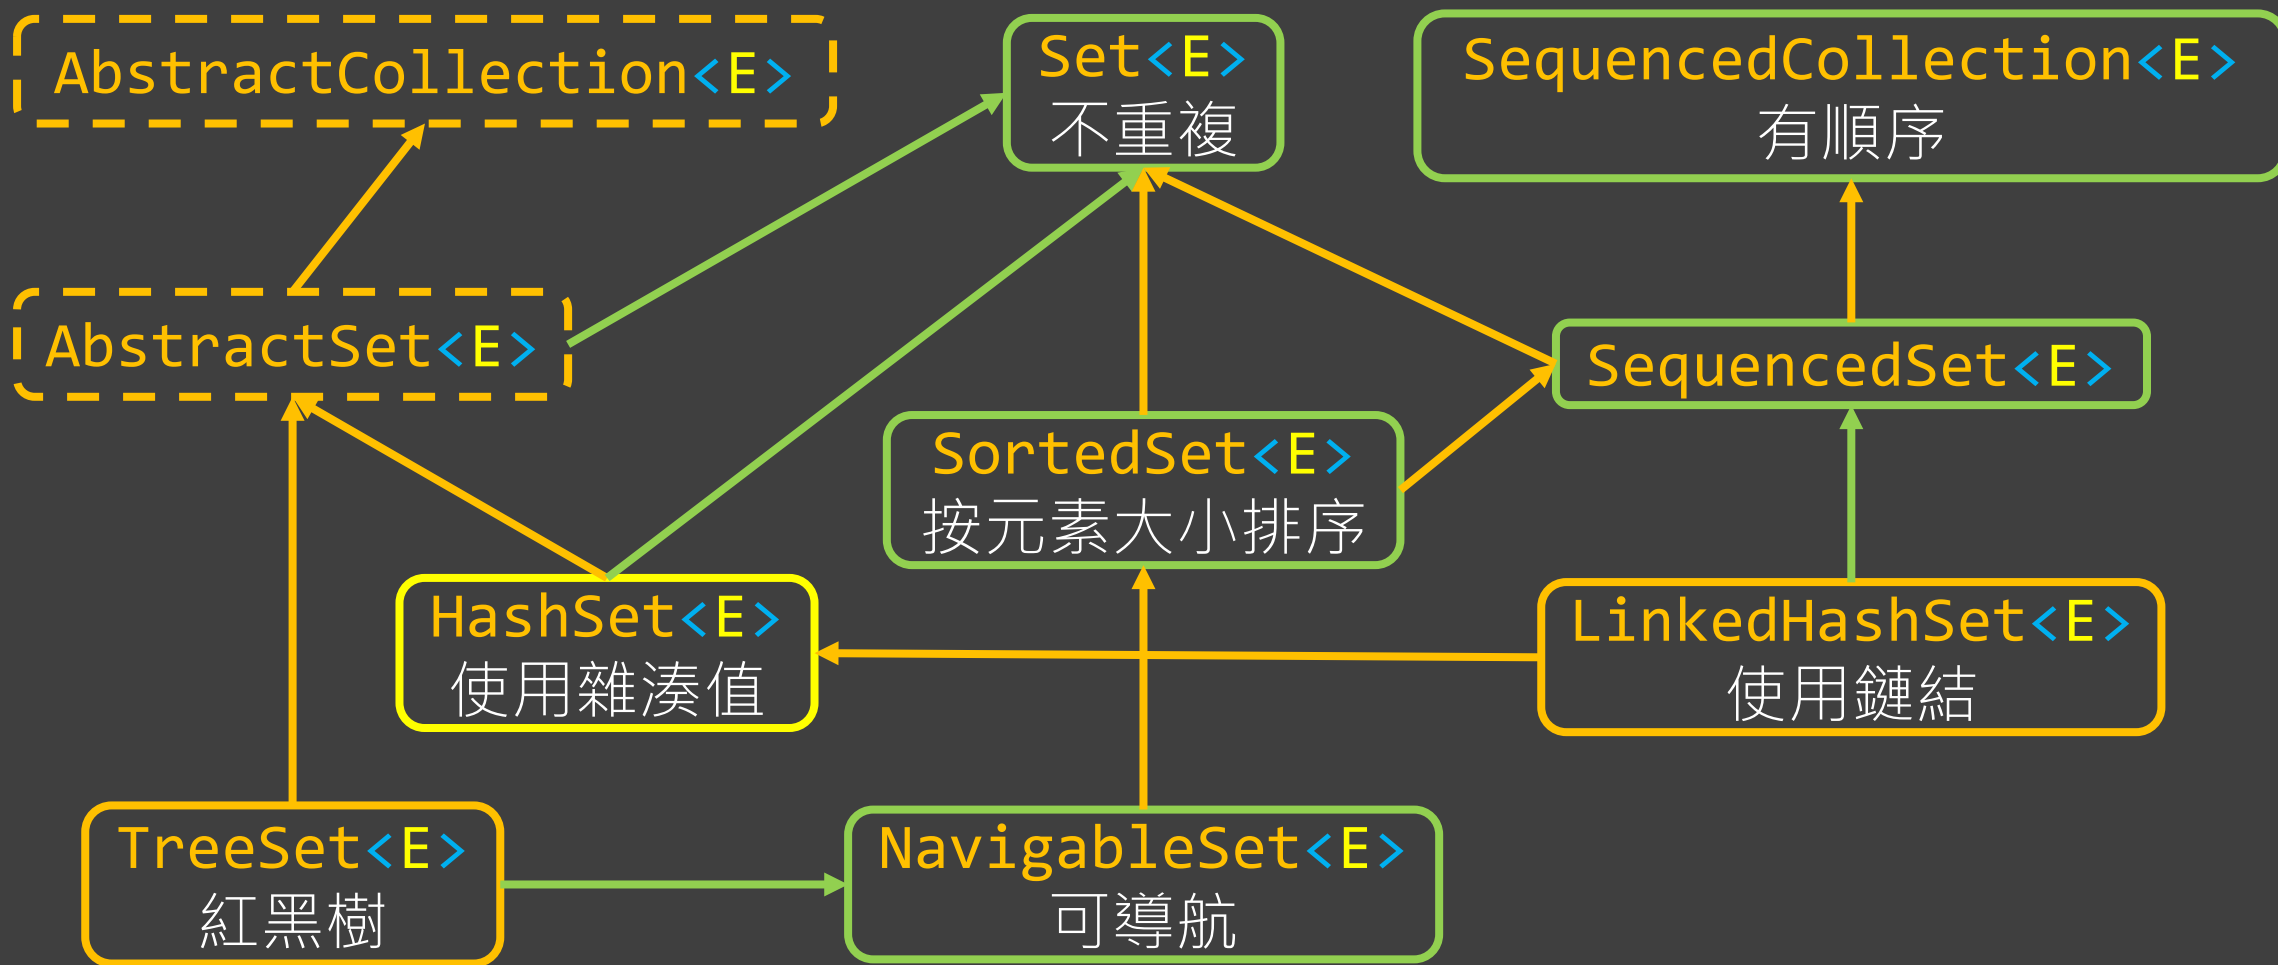 AbstractCollection<E>
Set<E>
不重複
SequencedCollection<E>
有順序
AbstractSet<E>
SequencedSet<E>
SortedSet<E>
按元素大小排序
HashSet<E>
使用雜湊值
LinkedHashSet<E>
使用鏈結
TreeSet<E>
紅黑樹
NavigableSet<E>
可導航